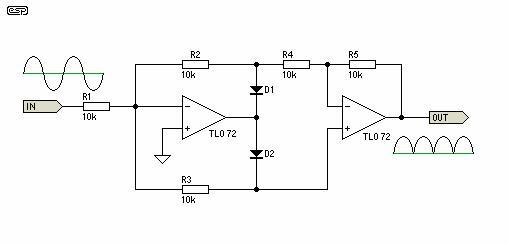 esp
R2
10k
R4
10k
R5
10k
IN
R1
10k
D1
TL072
D2
TL072
OUT
R3
10k